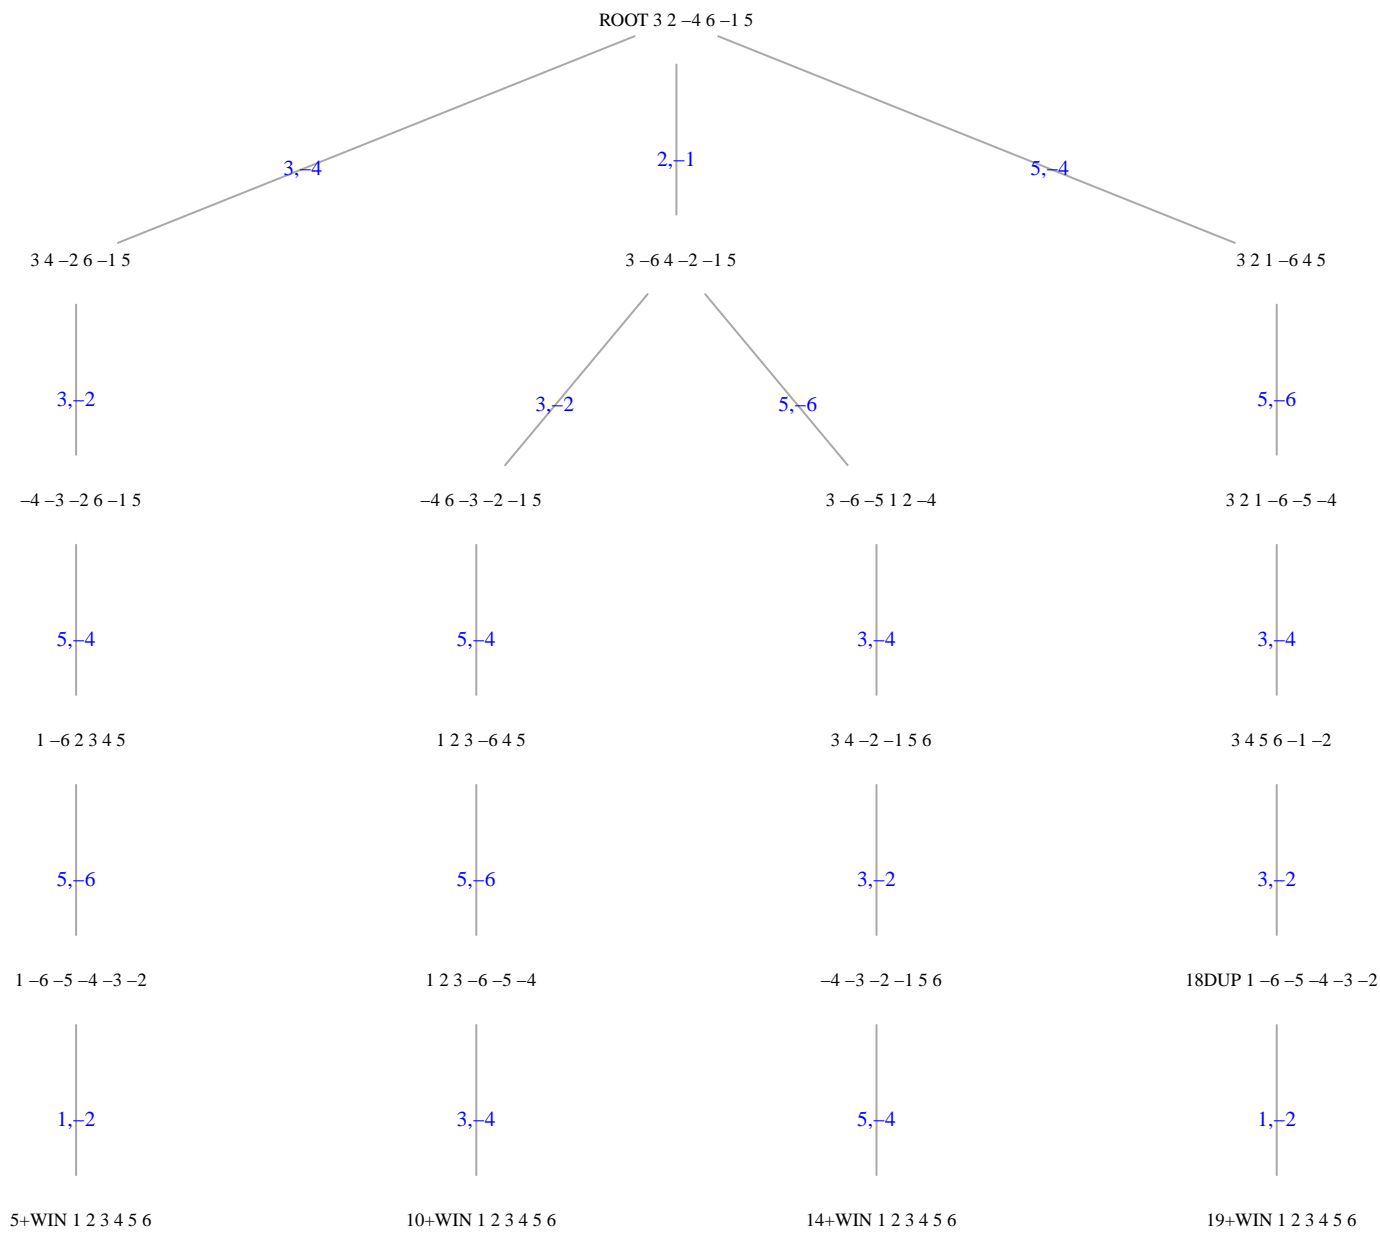 ROOT 3 2 –4 6 –1 5
3,–4
2,–1
5,–4
3 4 –2 6 –1 5
3 –6 4 –2 –1 5
3 2 1 –6 4 5
3,–2
3,–2
5,–6
5,–6
–4 –3 –2 6 –1 5
–4 6 –3 –2 –1 5
3 –6 –5 1 2 –4
3 2 1 –6 –5 –4
5,–4
5,–4
3,–4
3,–4
1 –6 2 3 4 5
1 2 3 –6 4 5
3 4 –2 –1 5 6
3 4 5 6 –1 –2
5,–6
5,–6
3,–2
3,–2
1 –6 –5 –4 –3 –2
1 2 3 –6 –5 –4
–4 –3 –2 –1 5 6
18DUP 1 –6 –5 –4 –3 –2
1,–2
3,–4
5,–4
1,–2
5+WIN 1 2 3 4 5 6
10+WIN 1 2 3 4 5 6
14+WIN 1 2 3 4 5 6
19+WIN 1 2 3 4 5 6